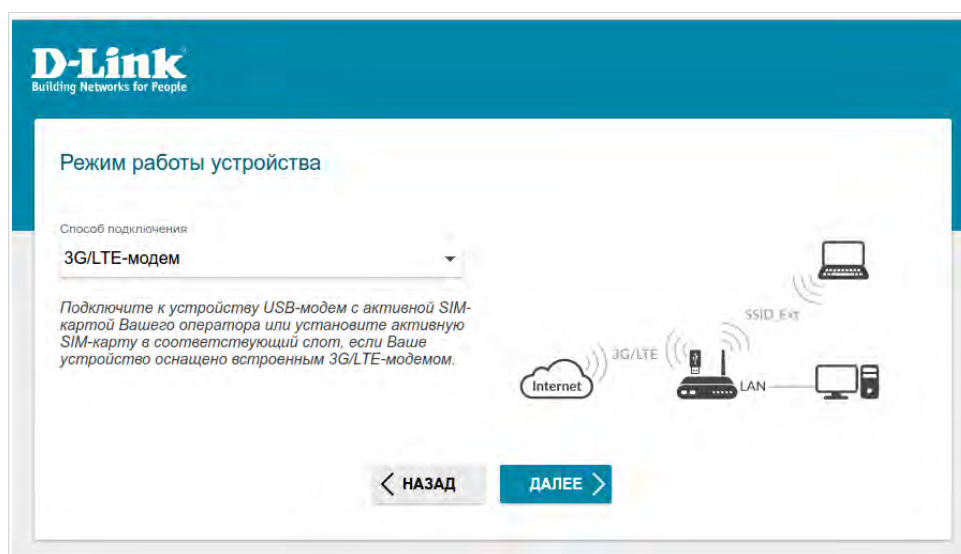 D-Link
Building Networks for People
Режим работы устройства
Способ подключения
3G/LTE-модем
Подключите к устройству USB-модем с активной SIM-
картой Вашего оператора или установите активную
SIM-карту в соответствующий слот, если Ваше
устройство оснащено встроенным 3G/LTE-модемом.
SSID_Ext
3G/LTE
Internet
LAN
НАЗАД
ДАЛЕЕ